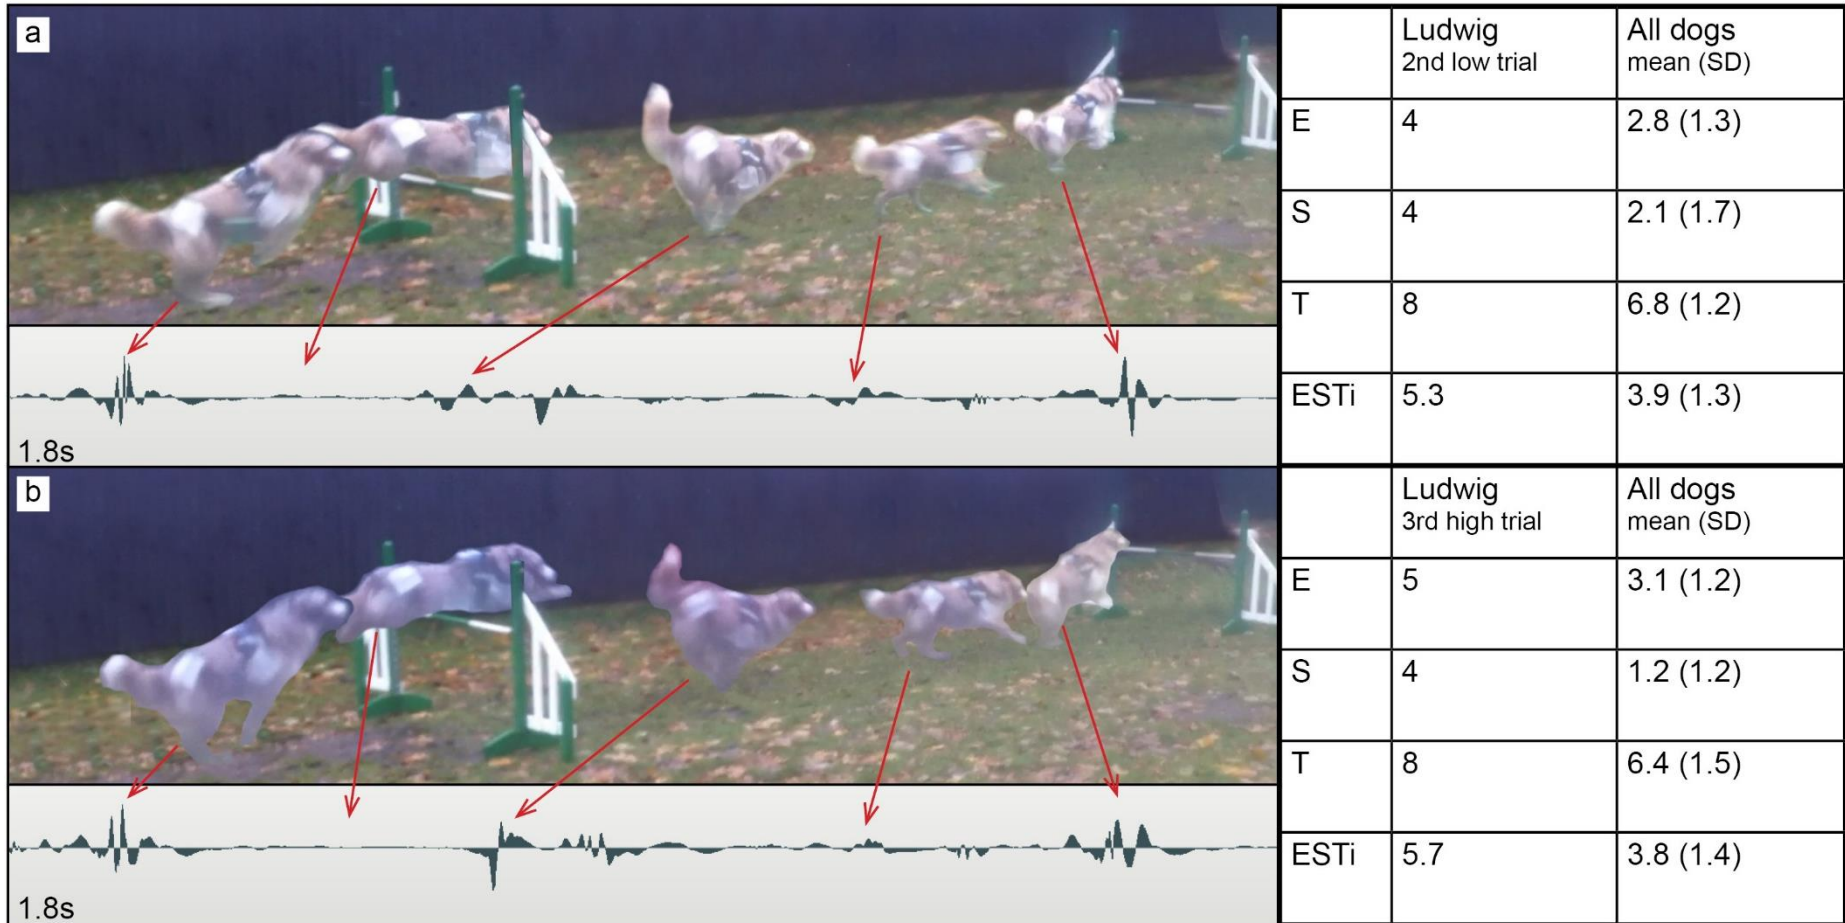 a
1.8s
Ludwig
2nd low trial
All dogs
mean (SD)
E 4 2.8 (1.3)
S 4 2.1 (1.7)
T 8 6.8 (1.2)
ESTi 5.3 3.9 (1.3)
b
1.8s
Ludwig
3rd high trial
All dogs
mean (SD)
E 5 3.1 (1.2)
S 4 1.2 (1.2)
T 8 6.4 (1.5)
ESTi 5.7 3.8 (1.4)